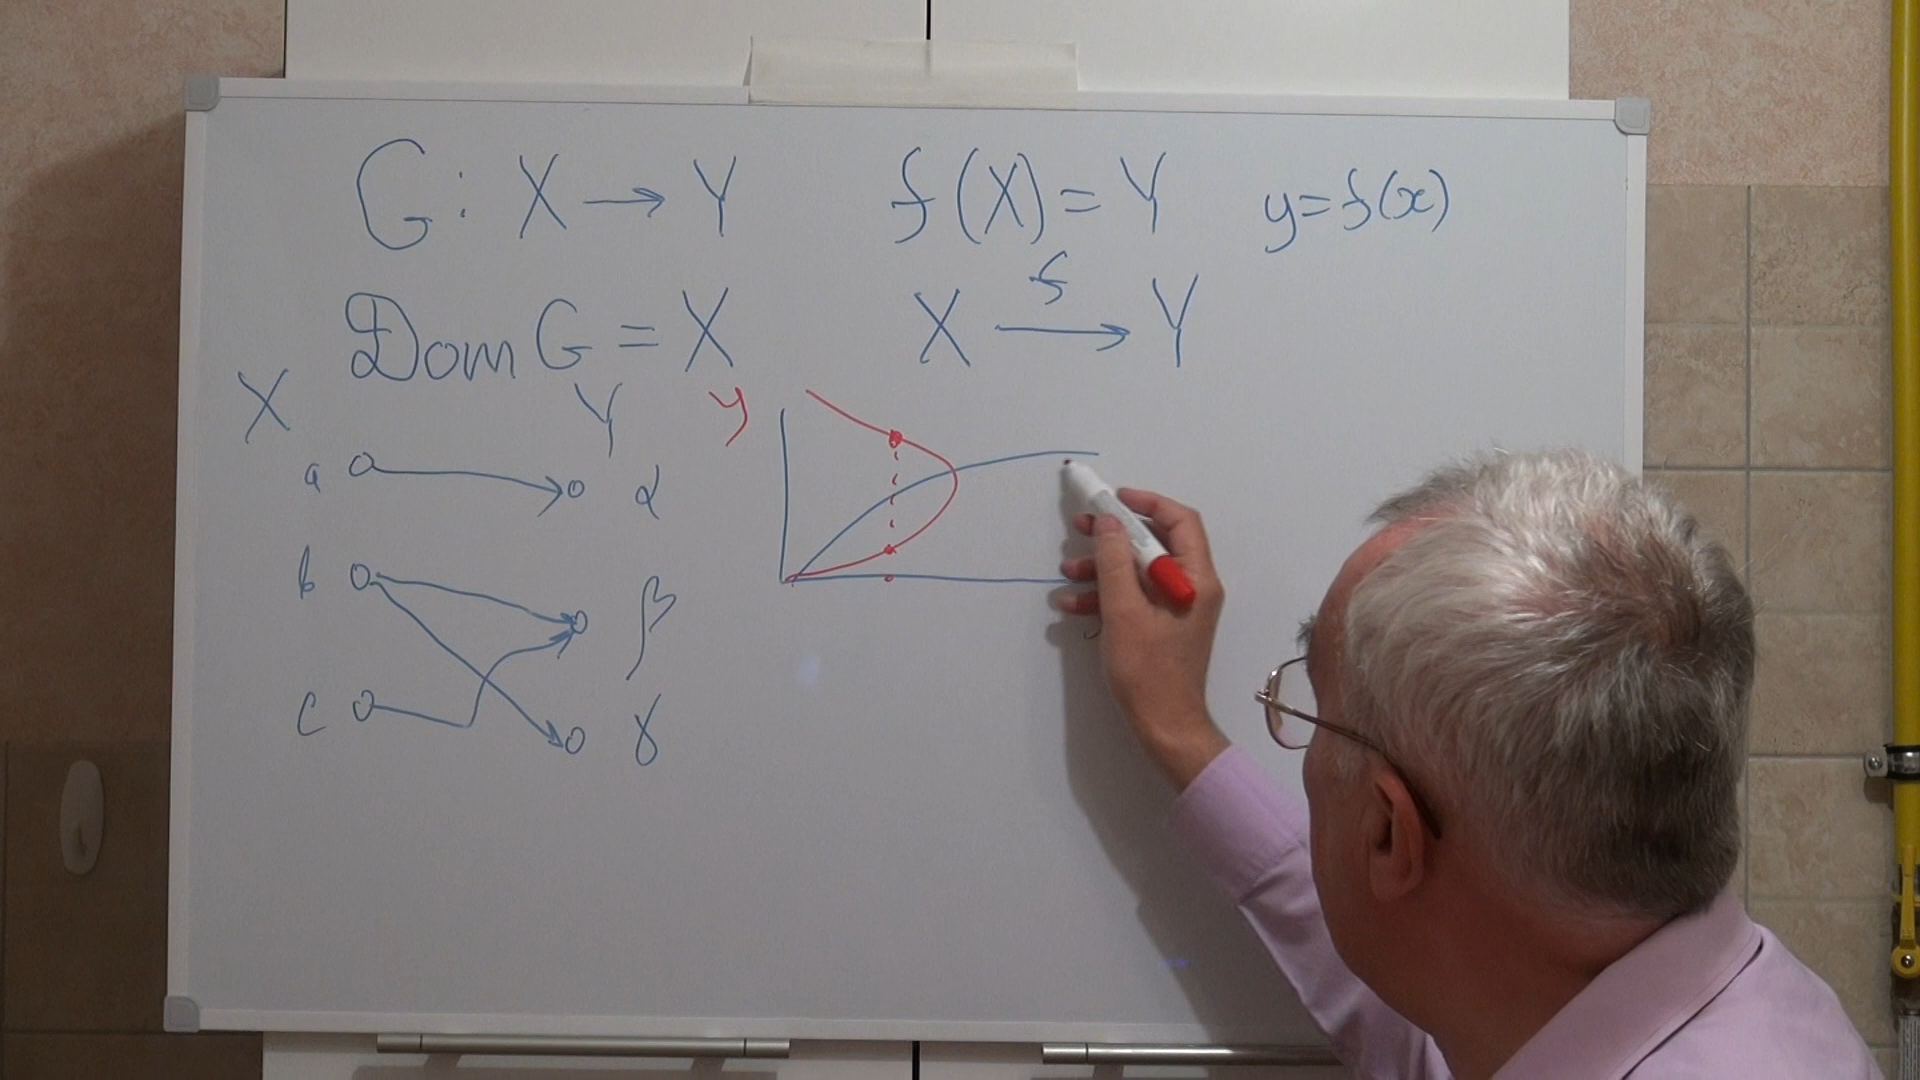 G: X → Y
f(X) = Y
y=f(x)
Dom G = X
X →f Y
X
Y
y
a
α
b
β
c
γ